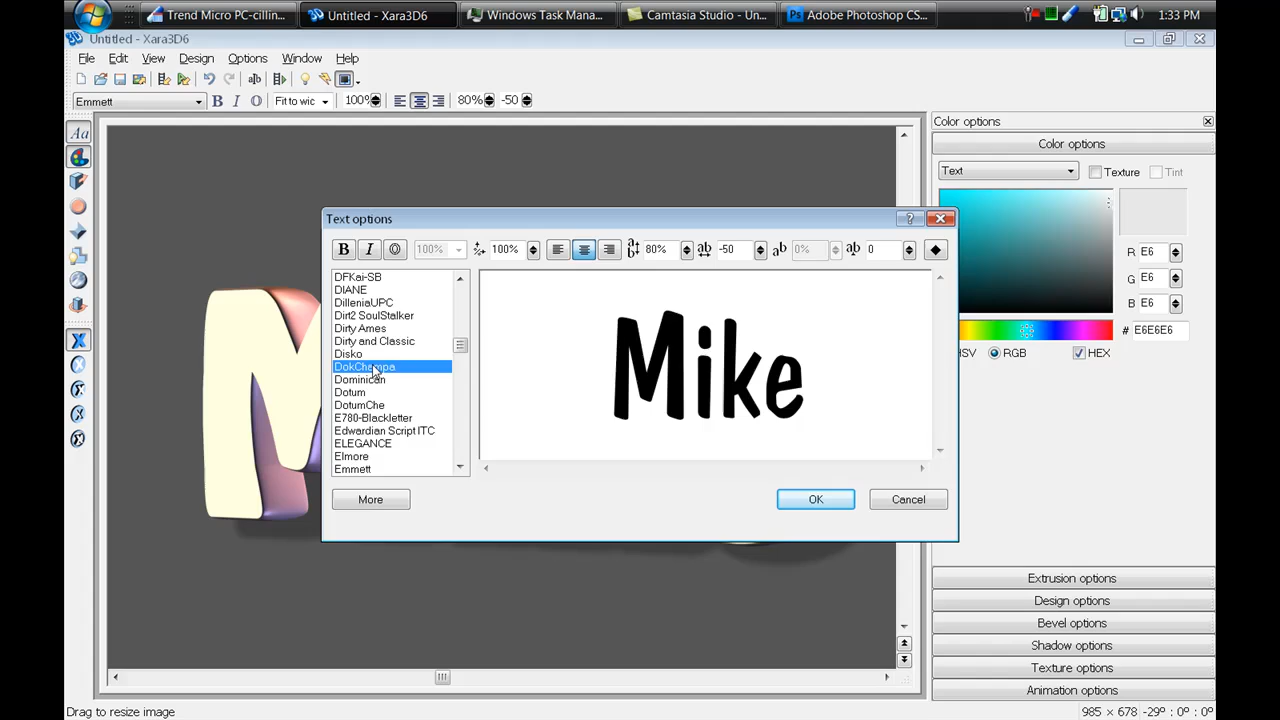 Trend Micro PC-cillin...
Untitled - Xara3D6
Windows Task Mana...
Camtasia Studio - Un...
Adobe Photoshop CS...
1:33 PM
Untitled - Xara3D6
File Edit View Design Options Window Help
Emmett B I O Fit to wic 100% 80% -50
Color options
Color options
Text Texture Tint
R E6
G E6
B E6
# E6E6E6
HSV RGB HEX
Text options
B I O 100% 100% 80% -50 0% 0
DFKai-SB
DIANE
DilleniaUPC
Dirt2 SoulStalker
Dirty Ames
Dirty and Classic
Disko
DokChampa
Dominican
Dotum
DotumChe
E780-Blackletter
Edwardian Script ITC
ELEGANCE
Elmore
Emmett
Mike
More OK Cancel
M
Extrusion options
Design options
Bevel options
Shadow options
Texture options
Animation options
Drag to resize image
985 × 678 -29º : 0º : 0º